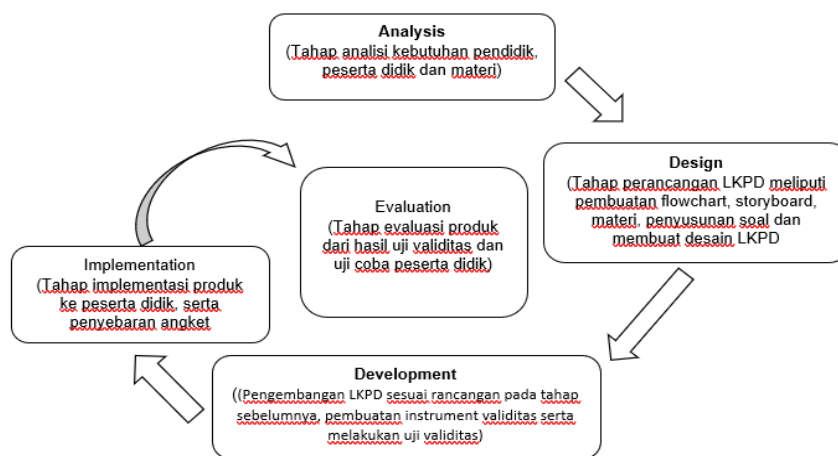 Analysis
(Tahap analisi kebutuhan pendidik,
peserta didik dan materi)
Design
(Tahap perancangan LKPD meliputi
pembuatan flowchart, storyboard,
materi, penyusunan soal dan
membuat desain LKPD
Evaluation
(Tahap evaluasi produk
dari hasil uji validitas dan
uji coba peserta didik)
Implementation
(Tahap implementasi produk
ke peserta didik, serta
penyebaran angket
Development
((Pengembangan LKPD sesuai rancangan pada tahap
sebelumnya, pembuatan instrument validitas serta
melakukan uji validitas)